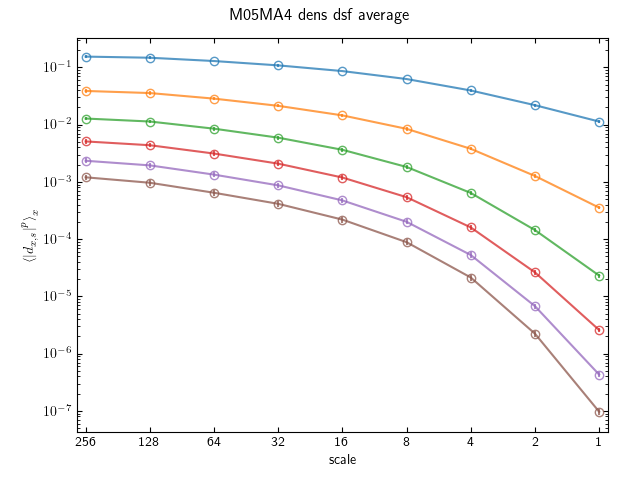 M05MA4 dens dsf average
⟨|d_{x,s}|^p⟩_x
10^{-1}
10^{-2}
10^{-3}
10^{-4}
10^{-5}
10^{-6}
10^{-7}
256 128 64 32 16 8 4 2 1
scale